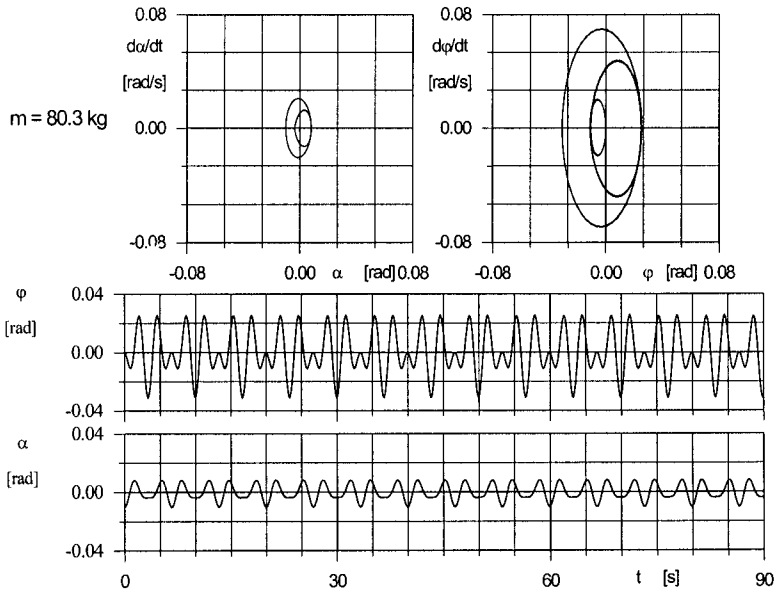 0.08
dα/dt
[rad/s]
0.00
-0.08
-0.08 0.00 α [rad] 0.08
m = 80.3 kg
0.08
dφ/dt
[rad/s]
0.00
-0.08
-0.08 0.00 φ [rad] 0.08
φ
[rad]
0.04
0.00
-0.04
α
[rad]
0.04
0.00
-0.04
0 30 60 t [s] 90